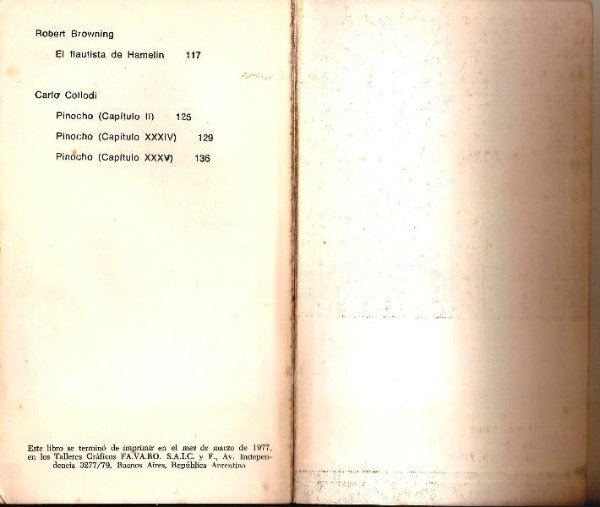 Robert Browning
El flautista de Hamelin 117
Carlo Collodi
Pinocho (Capítulo II) 125
Pinocho (Capítulo XXXIV) 129
Pinocho (Capítulo XXXV) 136
Este libro se terminó de imprimir en el mes de marzo de 1977,
en los Talleres Gráficos FA.VA.RO. S.A.I.C. y F., Av. Indepen-
dencia 3277/79, Buenos Aires, República Argentina